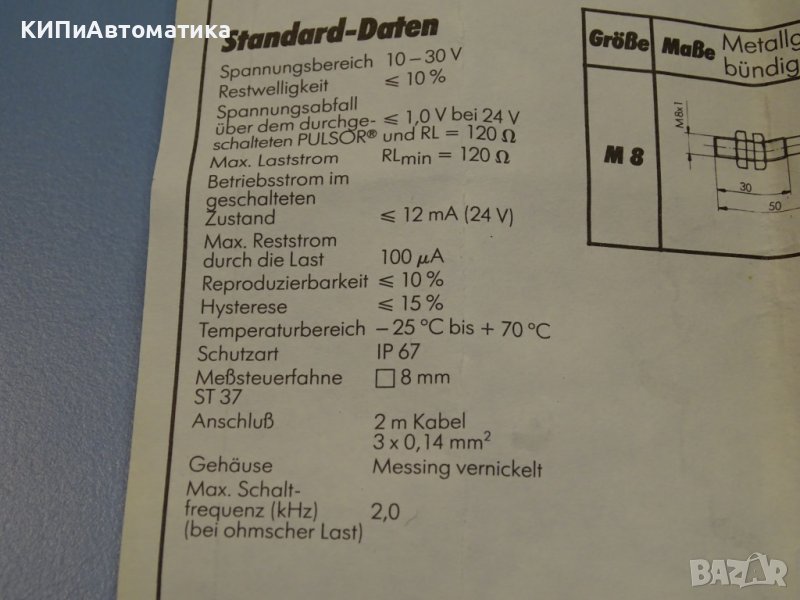 КИПиАвтоматика
Standard-Daten
Spannungsbereich 10–30 V
Restwelligkeit ≤ 10 %
Spannungsabfall
über dem durchge- ≤ 1,0 V bei 24 V
schalteten PULSOR® und RL = 120 Ω
Max. Laststrom RLmin = 120 Ω
Betriebsstrom im
geschalteten
Zustand ≤ 12 mA (24 V)
Max. Reststrom
durch die Last 100 µA
Reproduzierbarkeit ≤ 10 %
Hysterese ≤ 15 %
Temperaturbereich – 25 °C bis + 70 °C
Schutzart IP 67
Meßsteuerfahne □ 8 mm
ST 37
Anschluß 2 m Kabel
3 x 0,14 mm²
Gehäuse Messing vernickelt
Max. Schalt-
frequenz (kHz) 2,0
(bei ohmscher Last)
Größe Maße
bündig
M8x1
M 8
30
50
BAZAR